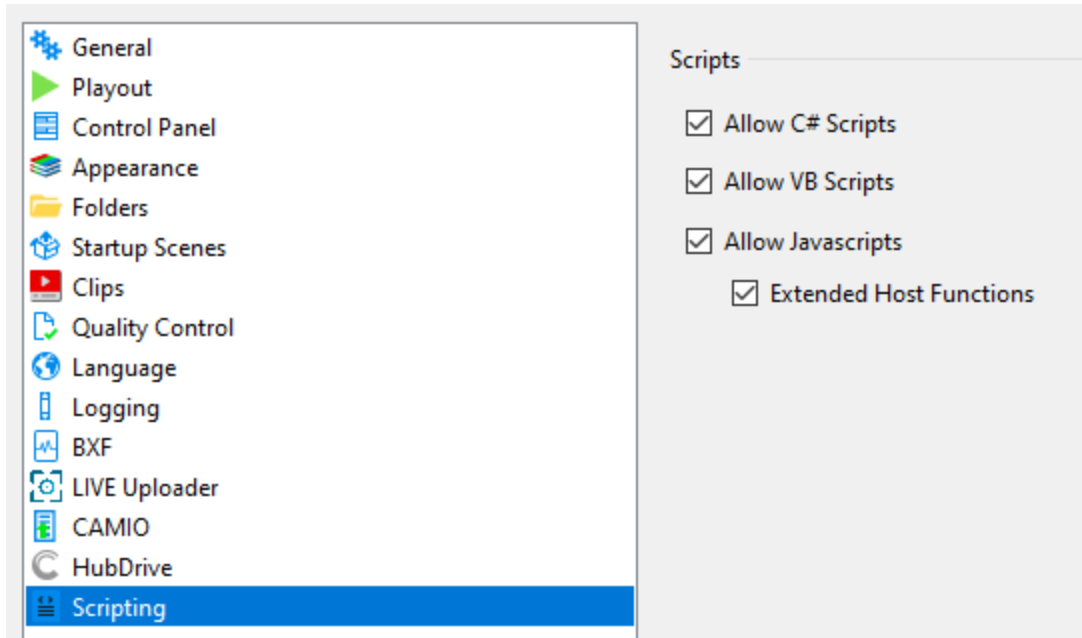 General
Playout
Control Panel
Appearance
Folders
Startup Scenes
Clips
Quality Control
Language
Logging
BXF
LIVE Uploader
CAMIO
HubDrive
Scripting
Scripts
Allow C# Scripts
Allow VB Scripts
Allow Javascripts
Extended Host Functions